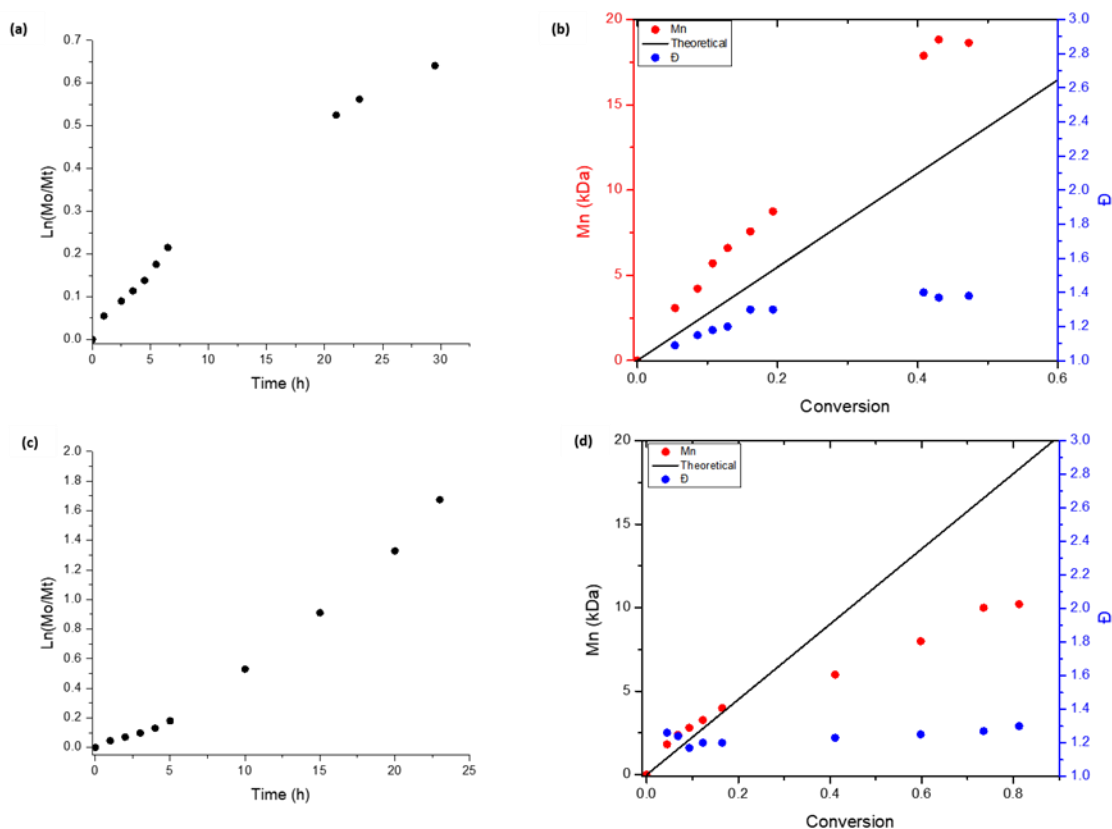 (a)
Ln(Mo/Mt)
0.7
0.6
0.5
0.4
0.3
0.2
0.1
0.0
0 5 10 15 20 25 30
Time (h)
(b)
Mn (kDa)
20
15
10
5
0
Mn
Theoretical
Đ
3.0
2.8
2.6
2.4
2.2
2.0
1.8
1.6
1.4
1.2
1.0
Đ
0.0 0.2 0.4 0.6
Conversion
(c)
Ln(Mo/Mt)
2.0
1.8
1.6
1.4
1.2
1.0
0.8
0.6
0.4
0.2
0.0
0 5 10 15 20 25
Time (h)
(d)
Mn (kDa)
20
15
10
5
0
Mn
Theoretical
Đ
3.0
2.8
2.6
2.4
2.2
2.0
1.8
1.6
1.4
1.2
1.0
Đ
0.0 0.2 0.4 0.6 0.8
Conversion